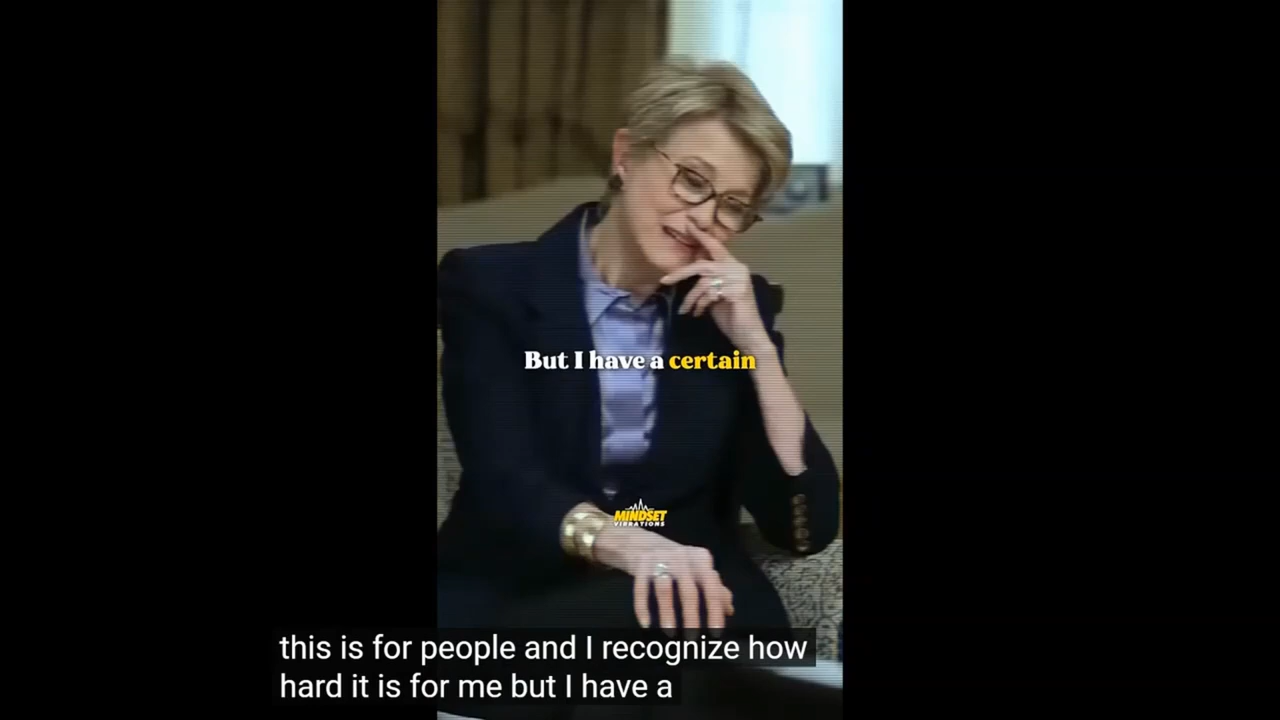 But I have a certain
MINDSET
VIBRATIONS
this is for people and I recognize how
hard it is for me but I have a